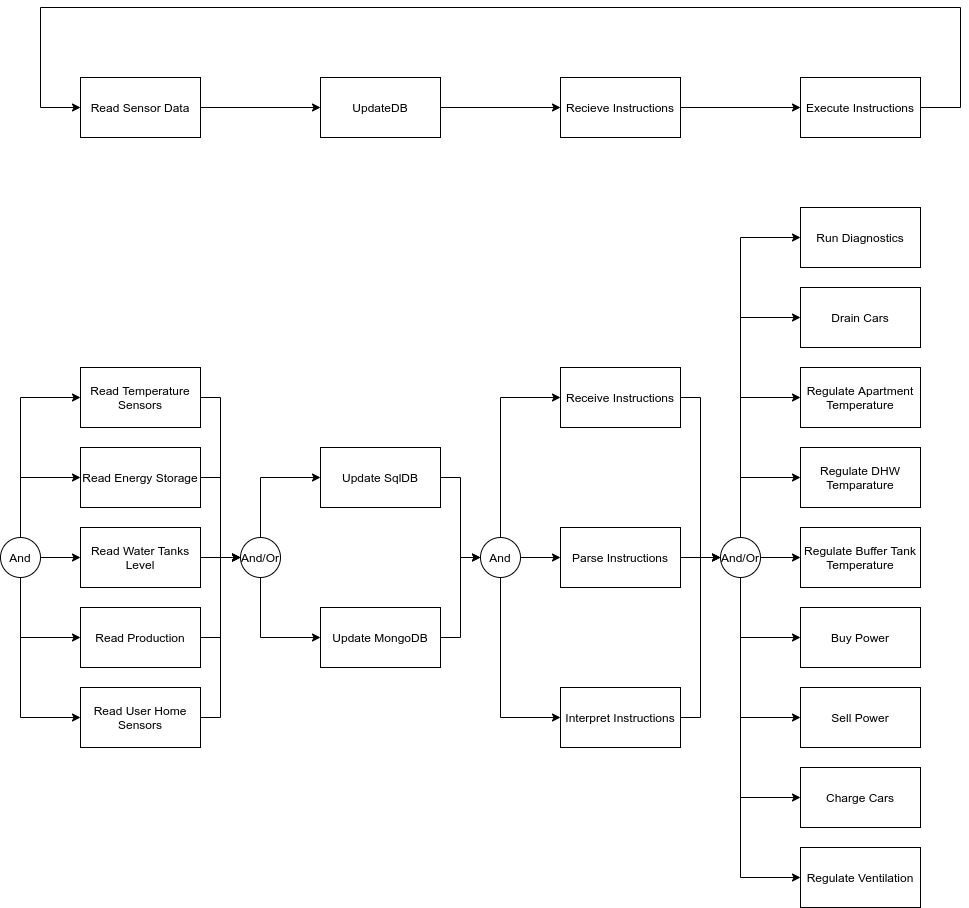 Read Sensor Data
UpdateDB
Recieve Instructions
Execute Instructions
Run Diagnostics
Drain Cars
Read Temperature
Sensors
Receive Instructions
Regulate Apartment
Temperature
Read Energy Storage
Update SqlDB
Regulate DHW
Temparature
And
Read Water Tanks
Level
And/Or
And
Parse Instructions
And/Or
Regulate Buffer Tank
Temperature
Read Production
Update MongoDB
Buy Power
Read User Home
Sensors
Interpret Instructions
Sell Power
Charge Cars
Regulate Ventilation